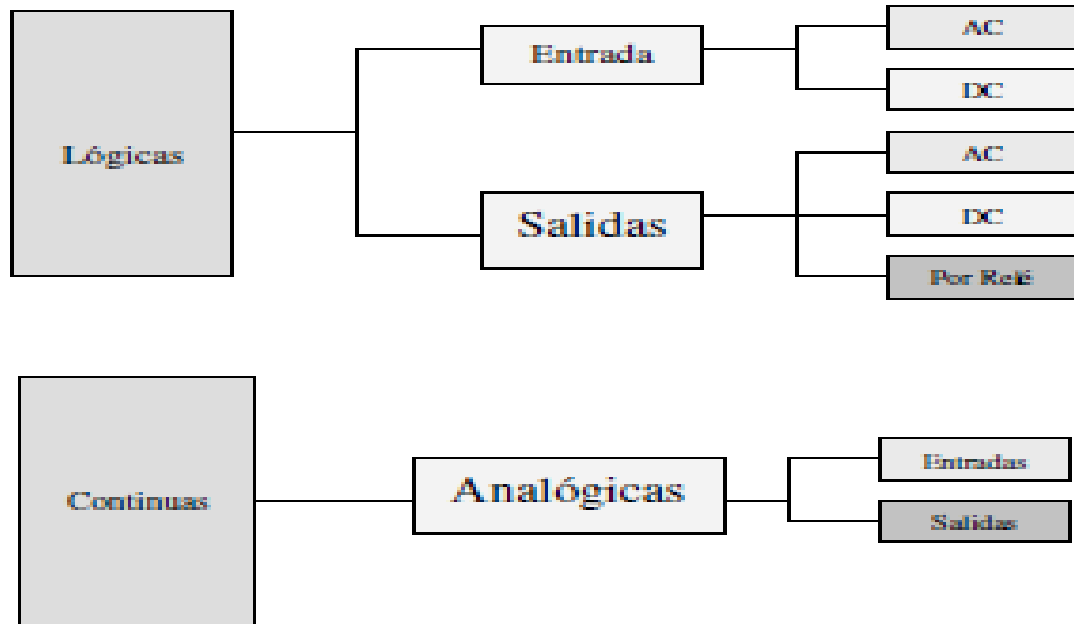 AC
Entrada
DC
Lógicas
AC
Salidas
DC
Por Relé
Entradas
Continuas
Analógicas
Salidas